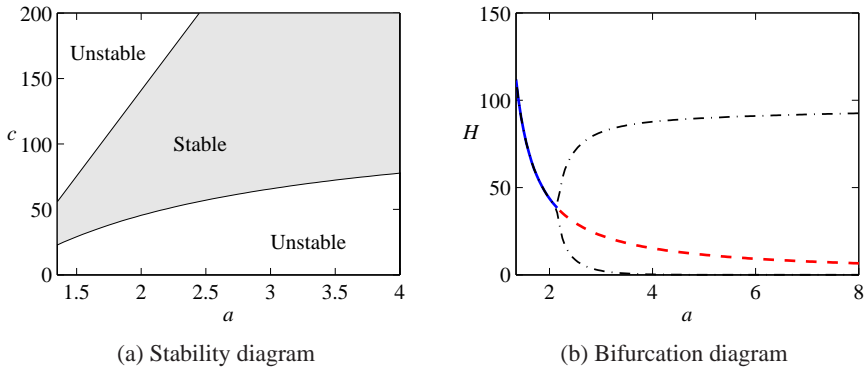 200
150
100
50
0
c
Unstable
Stable
Unstable
1.5
2
2.5
3
3.5
4
a
(a) Stability diagram
150
100
50
0
H
2
4
6
8
a
(b) Bifurcation diagram